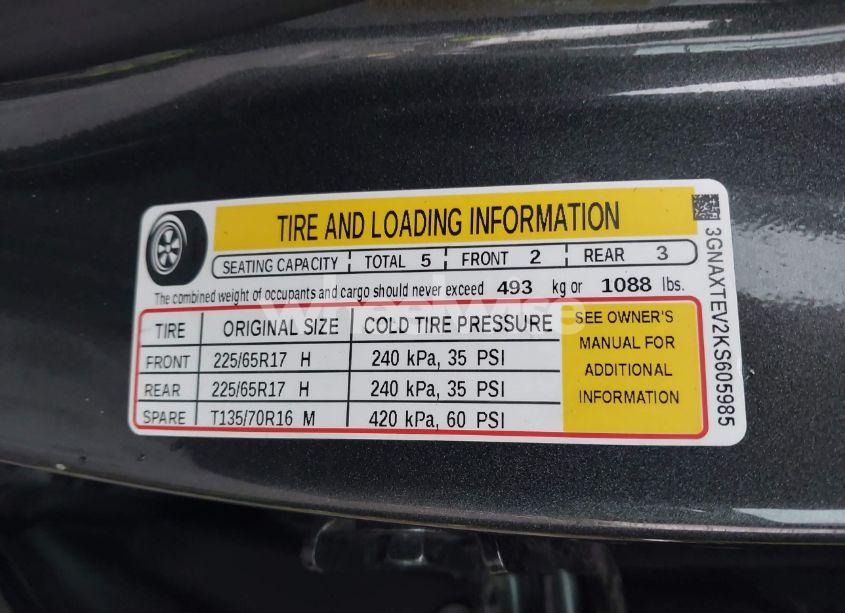 TIRE AND LOADING INFORMATION
SEATING CAPACITY TOTAL 5 FRONT 2 REAR 3
The combined weight of occupants and cargo should never exceed 493 kg or 1088 lbs.
TIRE ORIGINAL SIZE COLD TIRE PRESSURE
FRONT 225/65R17 H 240 kPa, 35 PSI
REAR 225/65R17 H 240 kPa, 35 PSI
SPARE T135/70R16 M 420 kPa, 60 PSI
SEE OWNER'S
MANUAL FOR
ADDITIONAL
INFORMATION
3GNAXTEV2KS605985